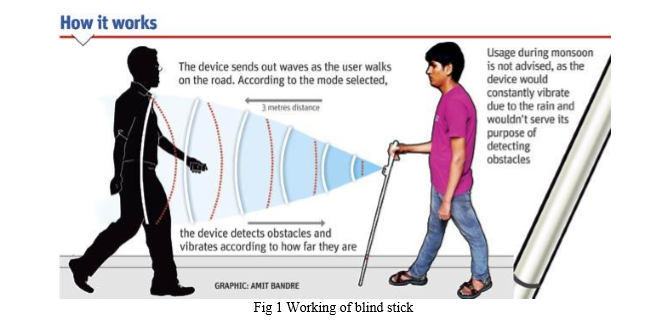 How it works
The device sends out waves as the user walks
on the road. According to the mode selected,
3 metres distance
the device detects obstacles and
vibrates according to how far they are
Usage during monsoon
is not advised, as the
device would
constantly vibrate
due to the rain and
wouldn't serve its
purpose of
detecting
obstacles
GRAPHIC: AMIT BANDRE
Fig 1 Working of blind stick